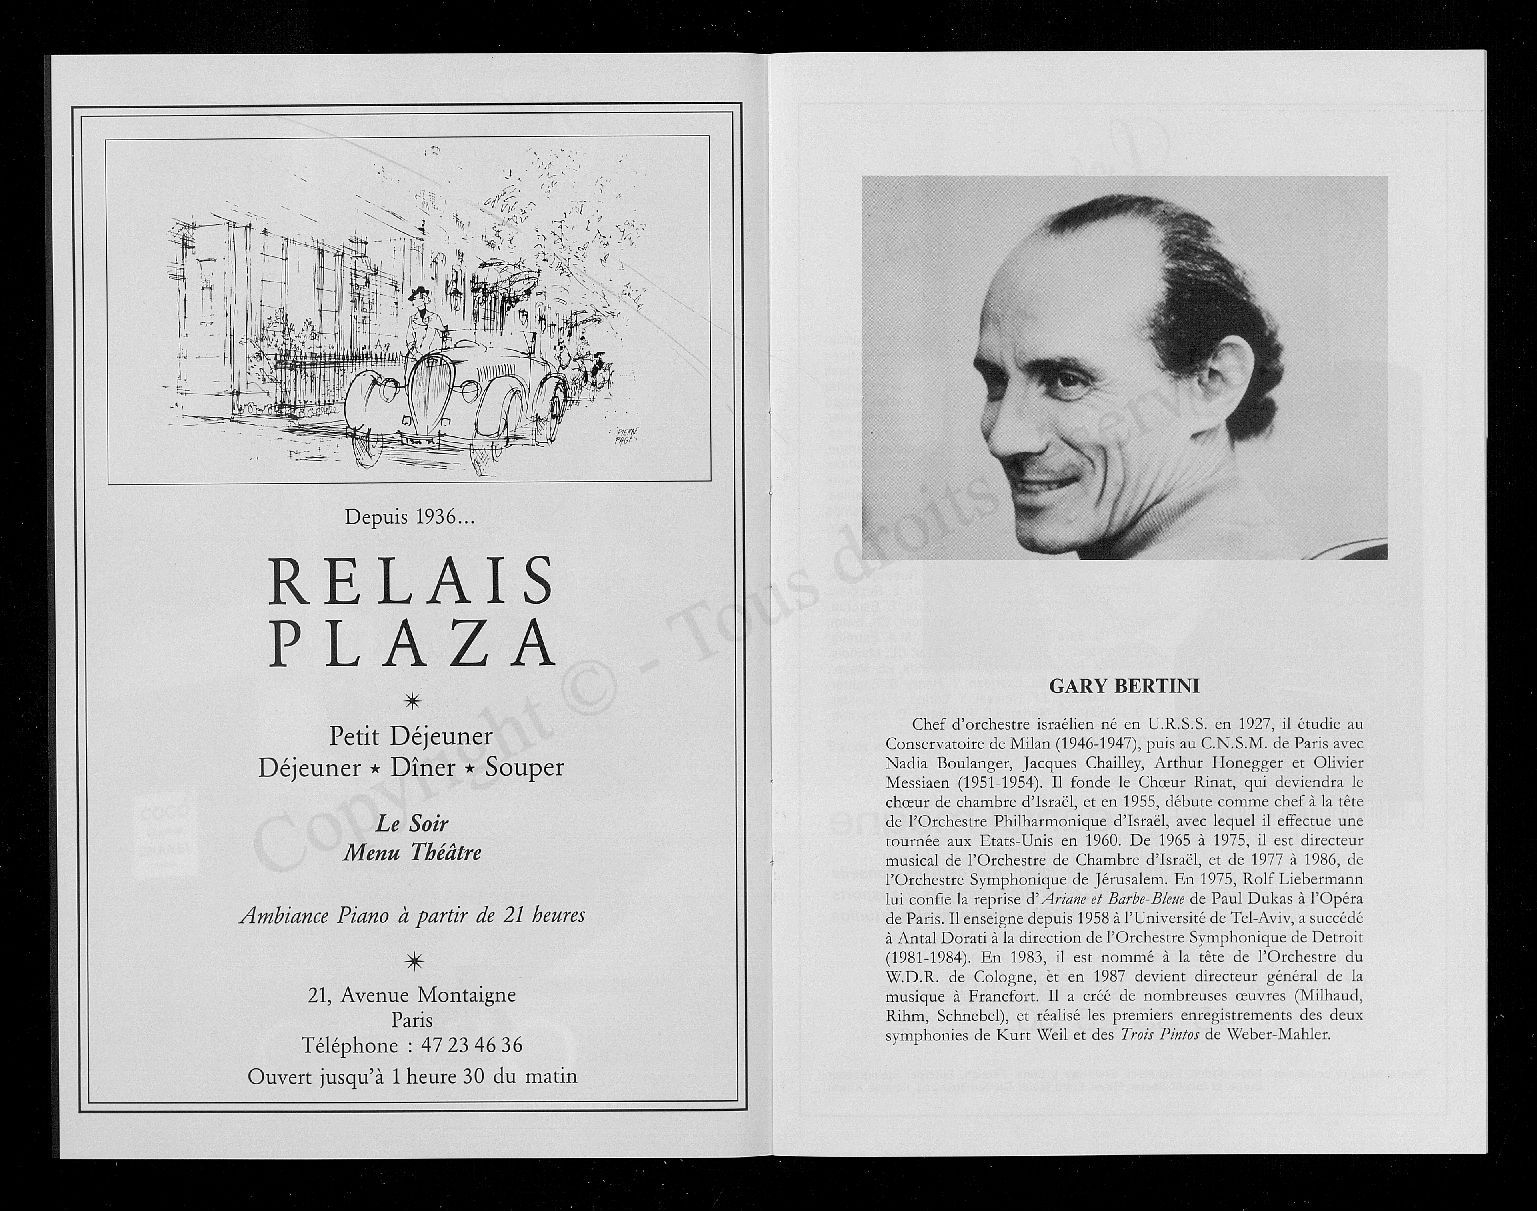 PIERRE
PAGÈS
Depuis 1936...
RELAIS
PLAZA
Petit Déjeuner
Déjeuner ★ Dîner ★ Souper
Le Soir
Menu Théâtre
Ambiance Piano à partir de 21 heures
21, Avenue Montaigne
Paris
Téléphone : 47 23 46 36
Ouvert jusqu'à 1 heure 30 du matin
Copyright © - Tous droits réservés
GARY BERTINI
Chef d'orchestre israélien né en U.R.S.S. en 1927, il étudie au
Conservatoire de Milan (1946-1947), puis au C.N.S.M. de Paris avec
Nadia Boulanger, Jacques Chailley, Arthur Honegger et Olivier
Messiaen (1951-1954). Il fonde le Chœur Rinat, qui deviendra le
chœur de chambre d'Israël, et en 1955, débute comme chef à la tête
de l'Orchestre Philharmonique d'Israël, avec lequel il effectue une
tournée aux Etats-Unis en 1960. De 1965 à 1975, il est directeur
musical de l'Orchestre de Chambre d'Israël, et de 1977 à 1986, de
l'Orchestre Symphonique de Jérusalem. En 1975, Rolf Liebermann
lui confie la reprise d'Ariane et Barbe-Bleue de Paul Dukas à l'Opéra
de Paris. Il enseigne depuis 1958 à l'Université de Tel-Aviv, a succédé
à Antal Dorati à la direction de l'Orchestre Symphonique de Detroit
(1981-1984). En 1983, il est nommé à la tête de l'Orchestre du
W.D.R. de Cologne, et en 1987 devient directeur général de la
musique à Francfort. Il a créé de nombreuses œuvres (Milhaud,
Rihm, Schnebel), et réalisé les premiers enregistrements des deux
symphonies de Kurt Weil et des Trois Pintos de Weber-Mahler.